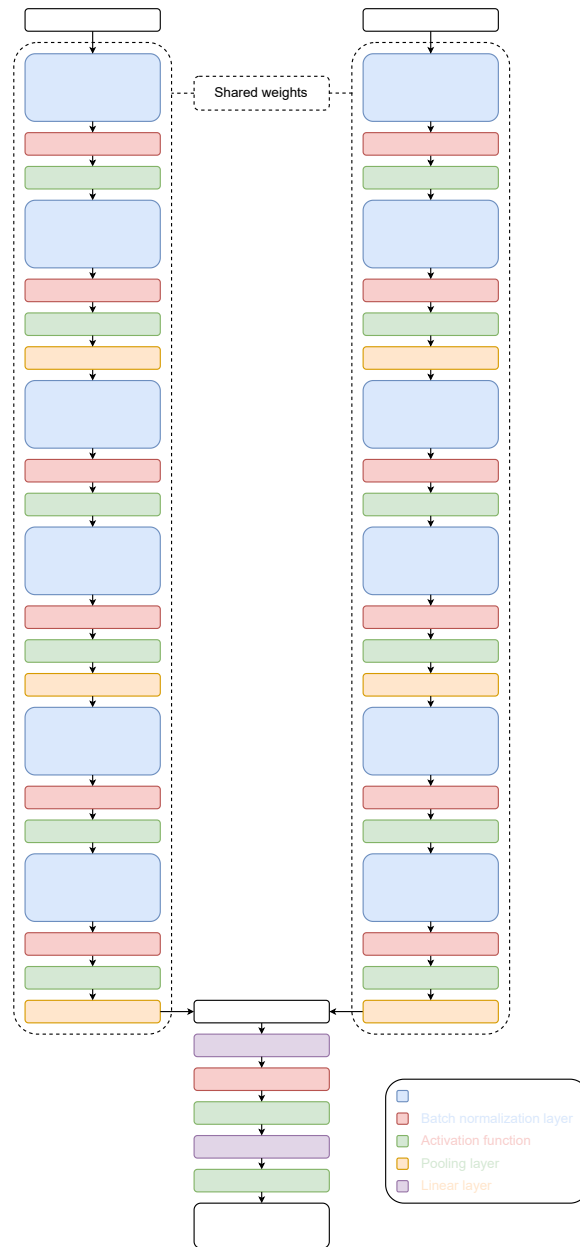 Shared weights
Batch normalization layer
Activation function
Pooling layer
Linear layer